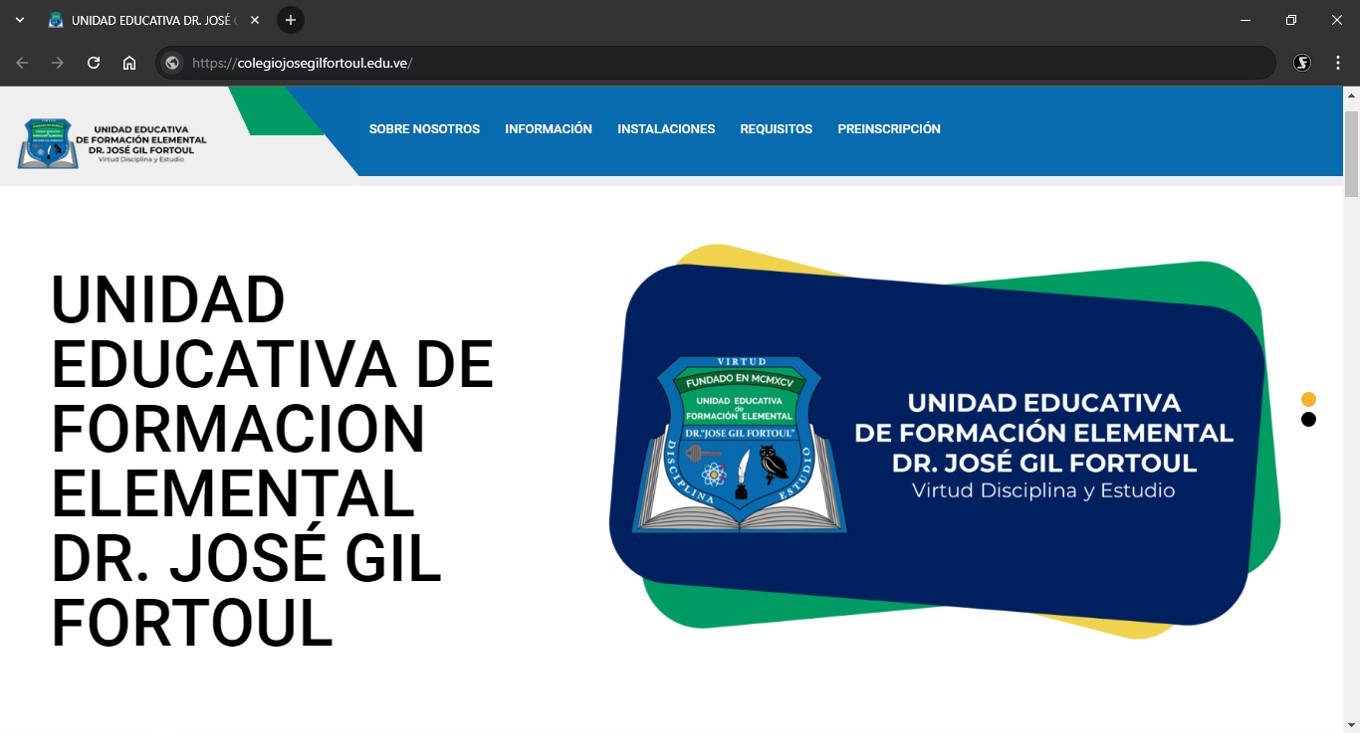 UNIDAD EDUCATIVA DR. JOSÉ
https://colegiojosegilfortoul.edu.ve/
UNIDAD EDUCATIVA
DE FORMACIÓN ELEMENTAL
DR. JOSÉ GIL FORTOUL
Virtud Disciplina y Estudio
SOBRE NOSOTROS INFORMACIÓN INSTALACIONES REQUISITOS PREINSCRIPCIÓN
UNIDAD
EDUCATIVA DE
FORMACION
ELEMENTAL
DR. JOSÉ GIL
FORTOUL
VIRTUD
FUNDADO EN MCMXCV
UNIDAD EDUCATIVA
de
FORMACIÓN ELEMENTAL
DR."JOSE GIL FORTOUL"
DISCIPLINA
ESTUDIO
UNIDAD EDUCATIVA
DE FORMACIÓN ELEMENTAL
DR. JOSÉ GIL FORTOUL
Virtud Disciplina y Estudio